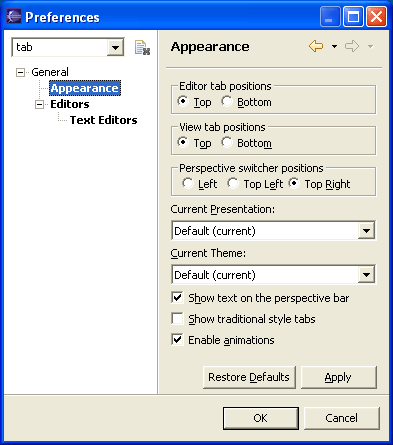 Preferences
tab
General
Appearance
Editors
Text Editors
Appearance
Editor tab positions
Top Bottom
View tab positions
Top Bottom
Perspective switcher positions
Left Top Left Top Right
Current Presentation:
Default (current)
Current Theme:
Default (current)
Show text on the perspective bar
Show traditional style tabs
Enable animations
Restore Defaults Apply
OK Cancel